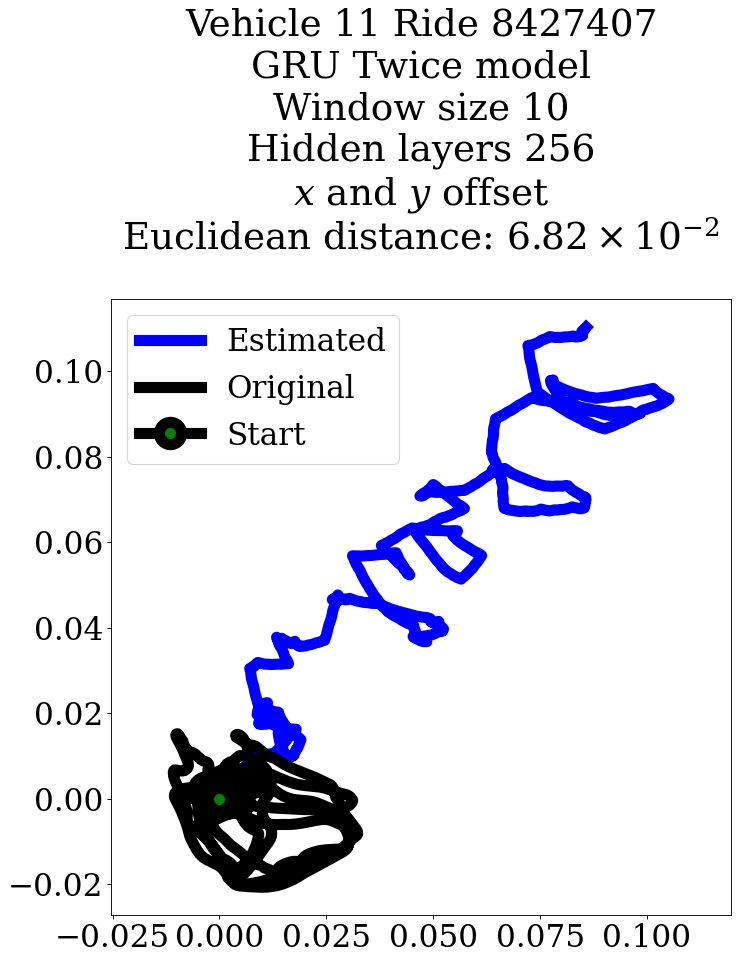 Vehicle 11 Ride 8427407
GRU Twice model
Window size 10
Hidden layers 256
x and y offset
Euclidean distance: 6.82 × 10⁻²
Estimated
Original
Start
0.10
0.08
0.06
0.04
0.02
0.00
−0.02
−0.025 0.000 0.025 0.050 0.075 0.100